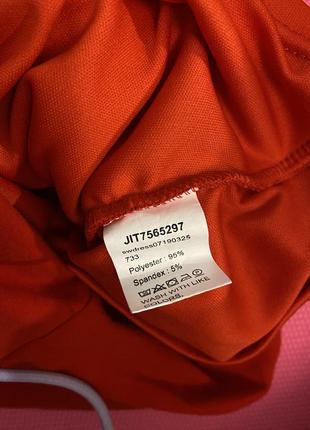 JIT7565297
swdress07190325
733
Polyester : 95%
Spandex : 5%
WASH WITH LIKE
COLORS.